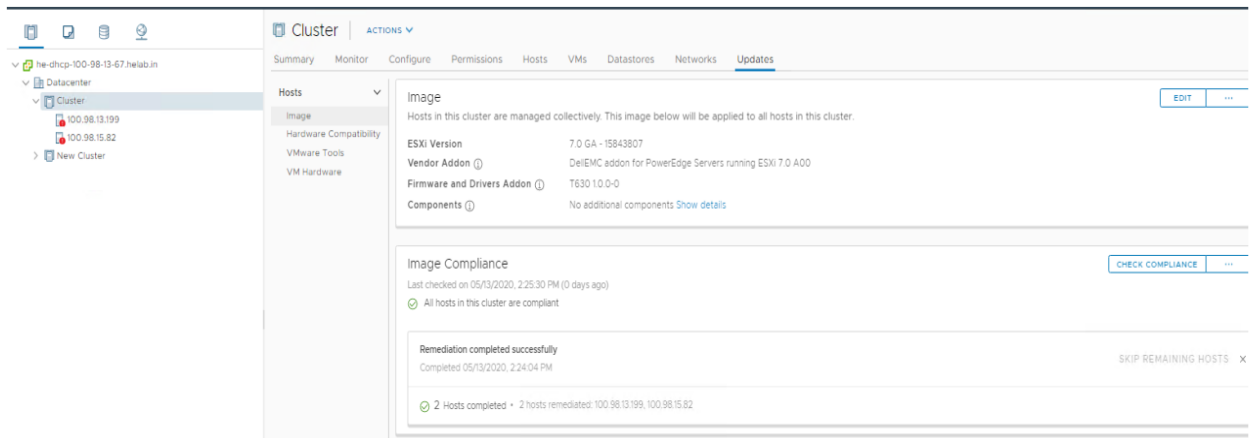 Cluster
ACTIONS
Summary Monitor Configure Permissions Hosts VMs Datastores Networks Updates
he-dhcp-100-98-13-67.helab.in
Datacenter
Cluster
100.98.13.199
100.98.15.82
New Cluster
Hosts
Image
Hardware Compatibility
VMware Tools
VM Hardware
Image
EDIT ...
Hosts in this cluster are managed collectively. This image below will be applied to all hosts in this cluster.
ESXi Version 7.0 GA - 15843807
Vendor Addon DellEMC addon for PowerEdge Servers running ESXi 7.0 A00
Firmware and Drivers Addon T630 1.0.0-0
Components No additional components Show details
Image Compliance
CHECK COMPLIANCE ...
Last checked on 05/13/2020, 2:25:30 PM (0 days ago)
All hosts in this cluster are compliant
Remediation completed successfully
SKIP REMAINING HOSTS X
Completed 05/13/2020, 2:24:04 PM
2 Hosts completed • 2 hosts remediated: 100.98.13.199, 100.98.15.82